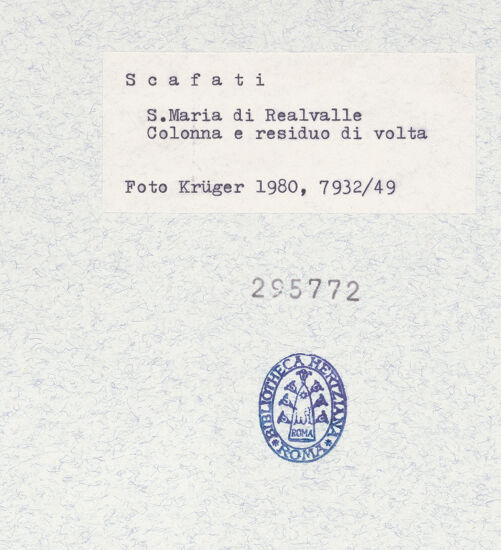 Scafati
S.Maria di Realvalle
Colonna e residuo di volta
Foto Krüger 1980, 7932/49
295772
BIBLIOTHECA HERTZIANA
ROMA
ROMA